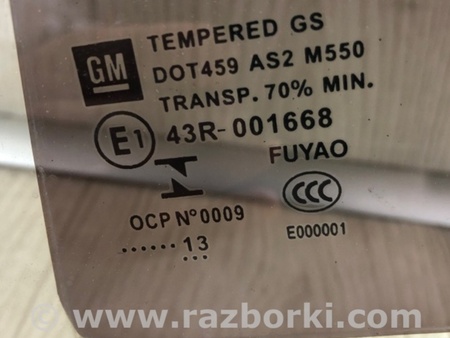 GM
TEMPERED GS
DOT459 AS2 M550
TRANSP. 70% MIN.
E1 43R-001668
FUYAO
CCC
OCP Nº0009
E000001
...... 13
...
www.razborki.com